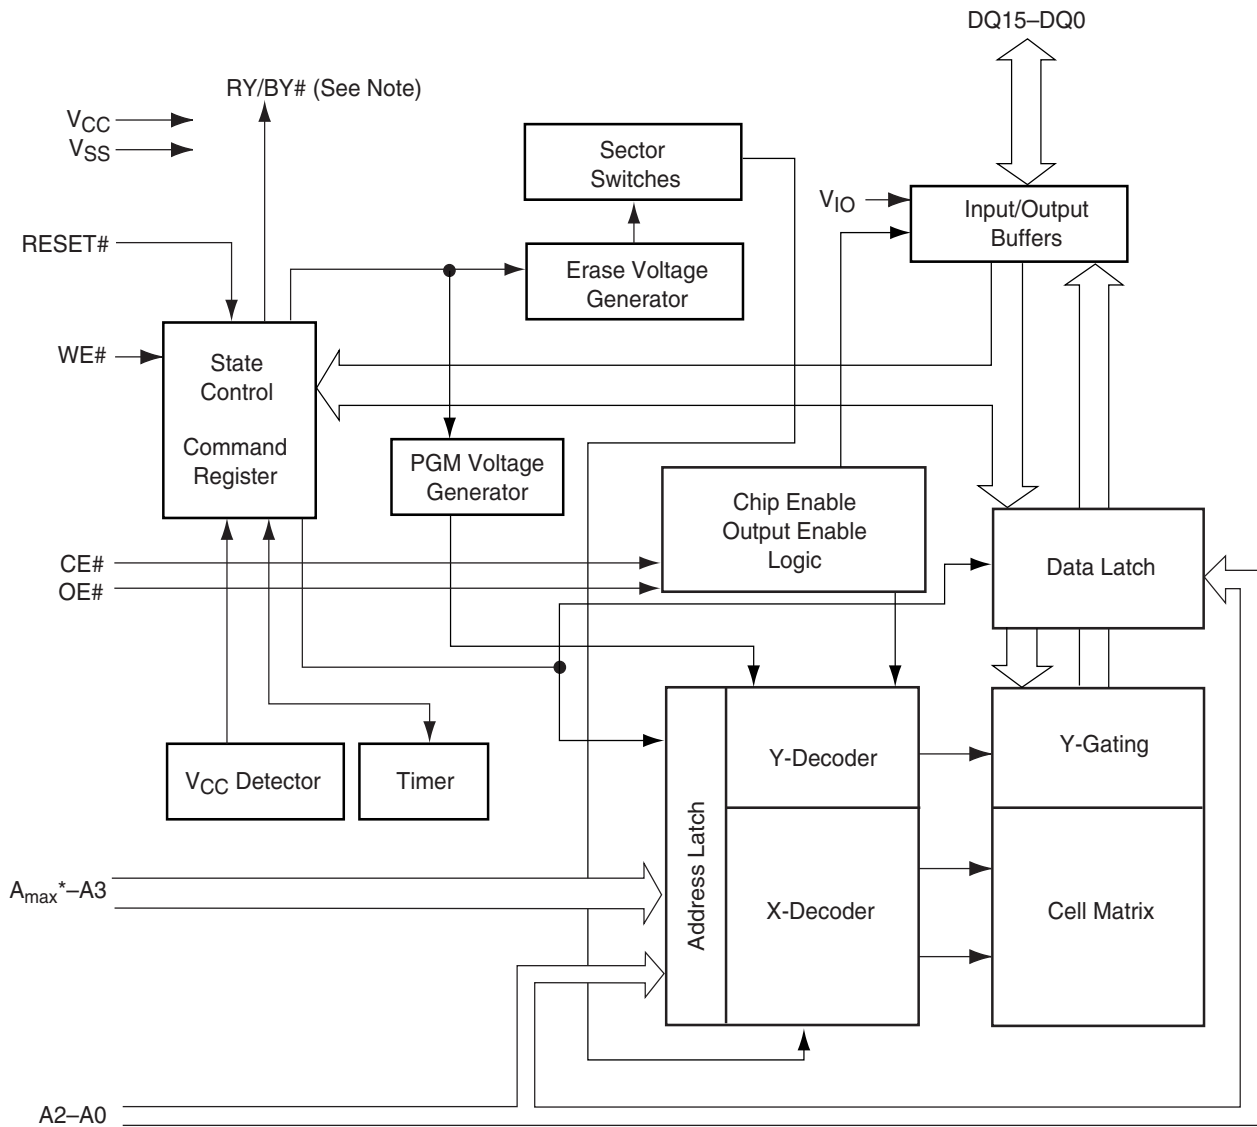 DQ15–DQ0
RY/BY# (See Note)
VCC
VSS
Sector
Switches
VIO
Input/Output
Buffers
RESET#
Erase Voltage
Generator
WE#
State
Control
Command
Register
PGM Voltage
Generator
Chip Enable
Output Enable
Logic
CE#
OE#
Data Latch
Y-Decoder
Y-Gating
VCC Detector
Timer
Address Latch
Amax*–A3
X-Decoder
Cell Matrix
A2–A0